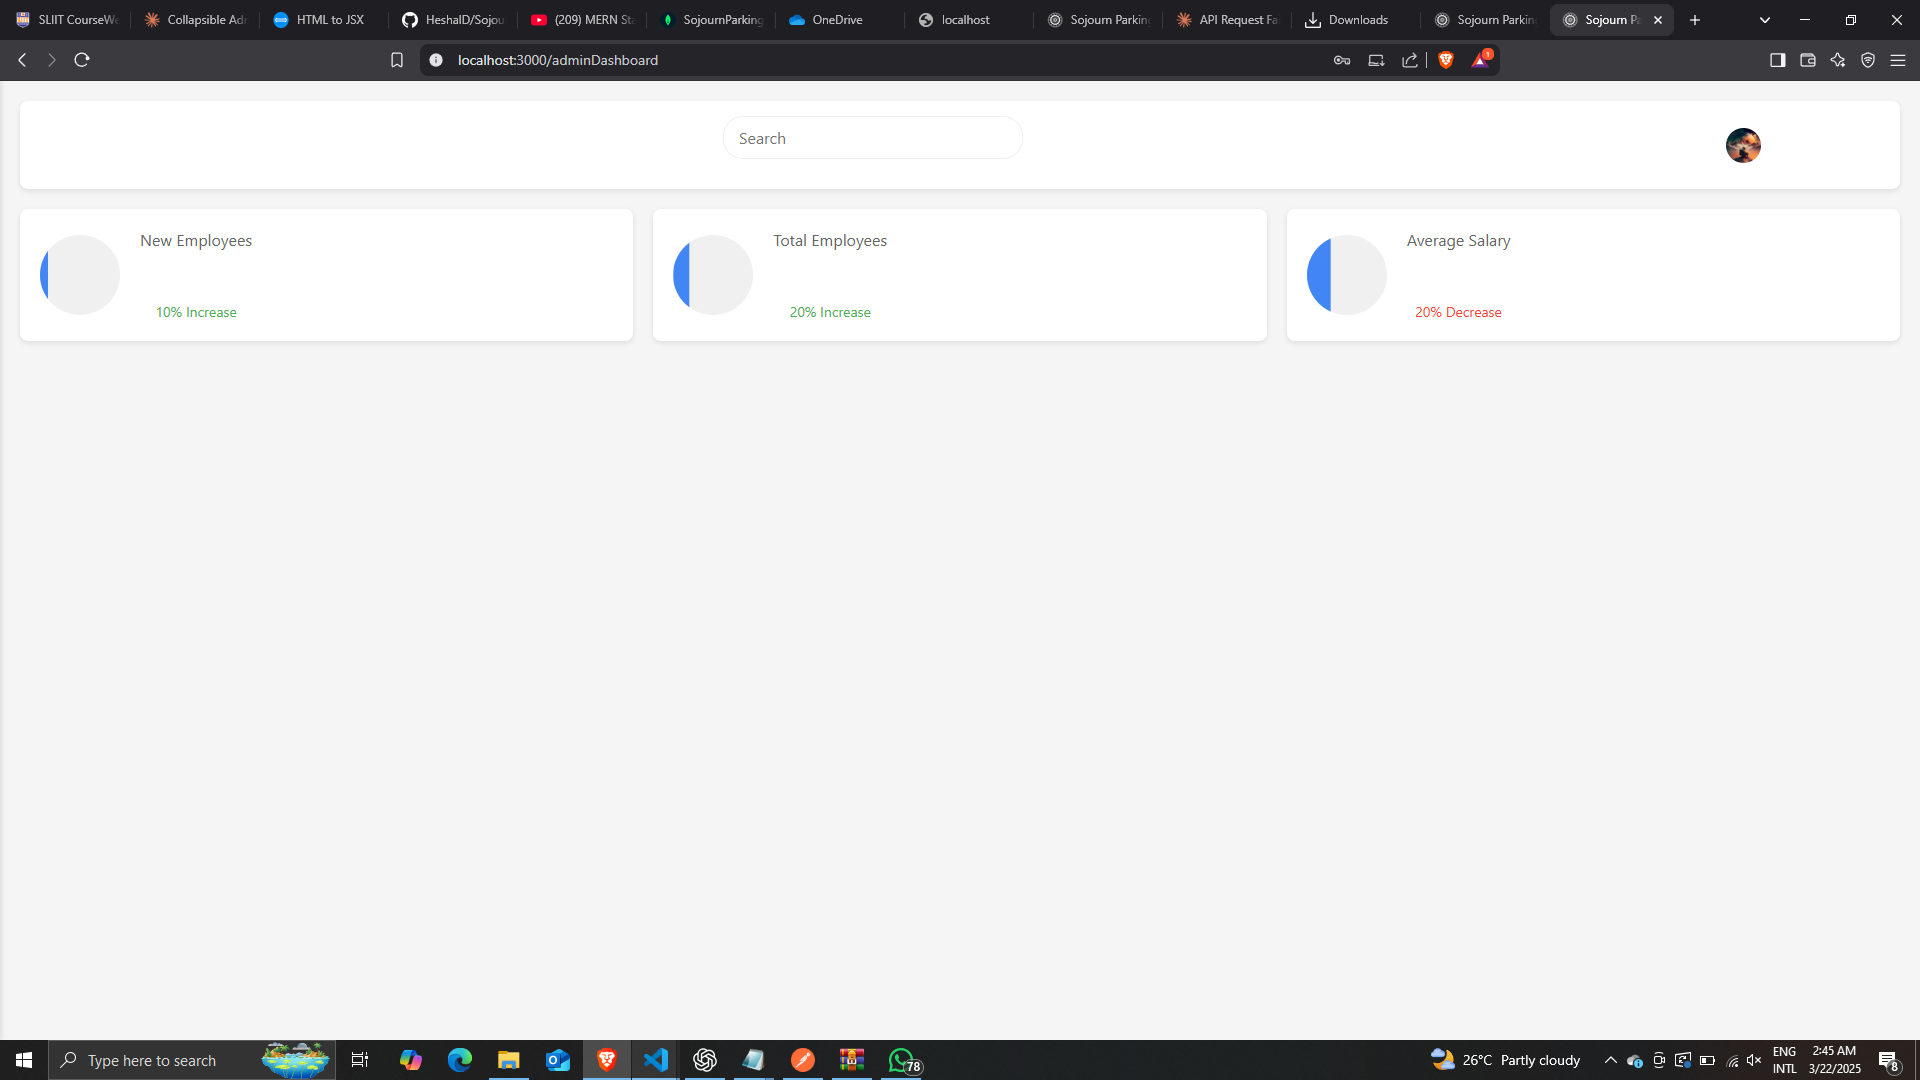 SLIIT CourseWe
Collapsible Adr
HTML to JSX
HeshalD/Sojou
(209) MERN Sta
SojournParking
OneDrive
localhost
Sojourn Parkin
API Request Fa
Downloads
Sojourn Parkin
Sojourn Pa
localhost:3000/adminDashboard
1
Search
New Employees
10% Increase
Total Employees
20% Increase
Average Salary
20% Decrease
Type here to search
78
26°C Partly cloudy
ENG
INTL
2:45 AM
3/22/2025
8